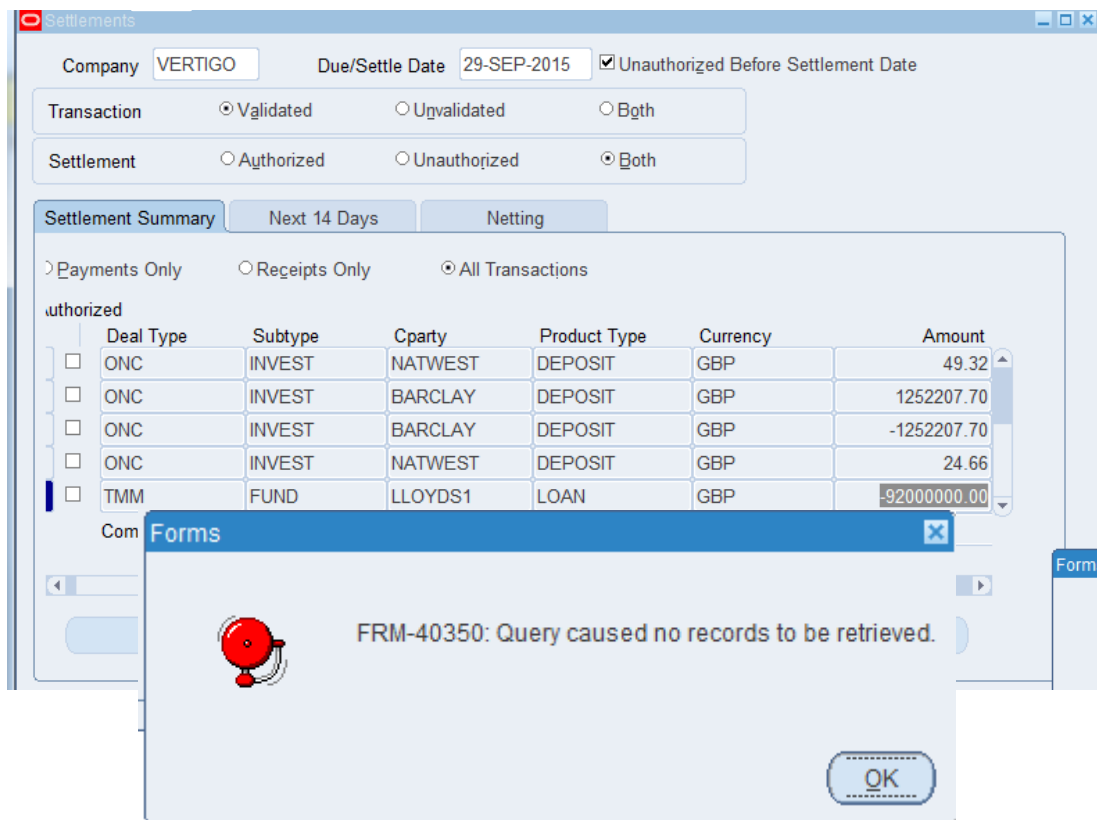 Settlements
Company VERTIGO Due/Settle Date 29-SEP-2015 Unauthorized Before Settlement Date
Transaction Validated Unvalidated Both
Settlement Authorized Unauthorized Both
Settlement Summary Next 14 Days Netting
Payments Only Receipts Only All Transactions
uthorized
Deal Type Subtype Cparty Product Type Currency Amount
ONC INVEST NATWEST DEPOSIT GBP 49.32
ONC INVEST BARCLAY DEPOSIT GBP 1252207.70
ONC INVEST BARCLAY DEPOSIT GBP -1252207.70
ONC INVEST NATWEST DEPOSIT GBP 24.66
TMM FUND LLOYDS1 LOAN GBP -92000000.00
Com
Forms
Form
FRM-40350: Query caused no records to be retrieved.
OK